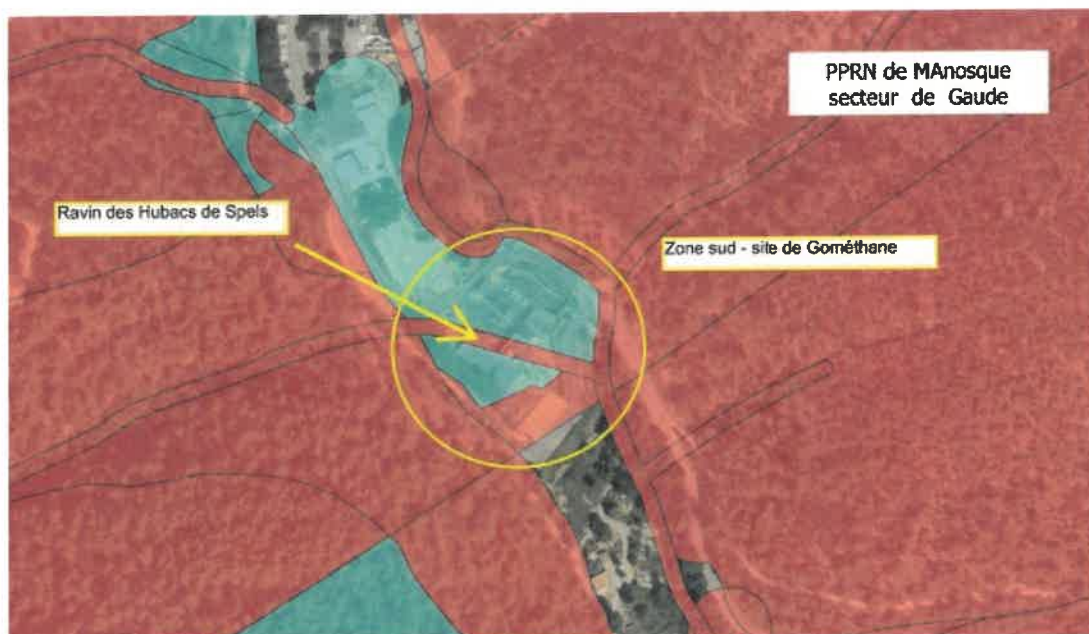 PPRN de MAnosque
secteur de Gaude
Ravin des Hubacs de Spels
Zone sud - site de Gométhane